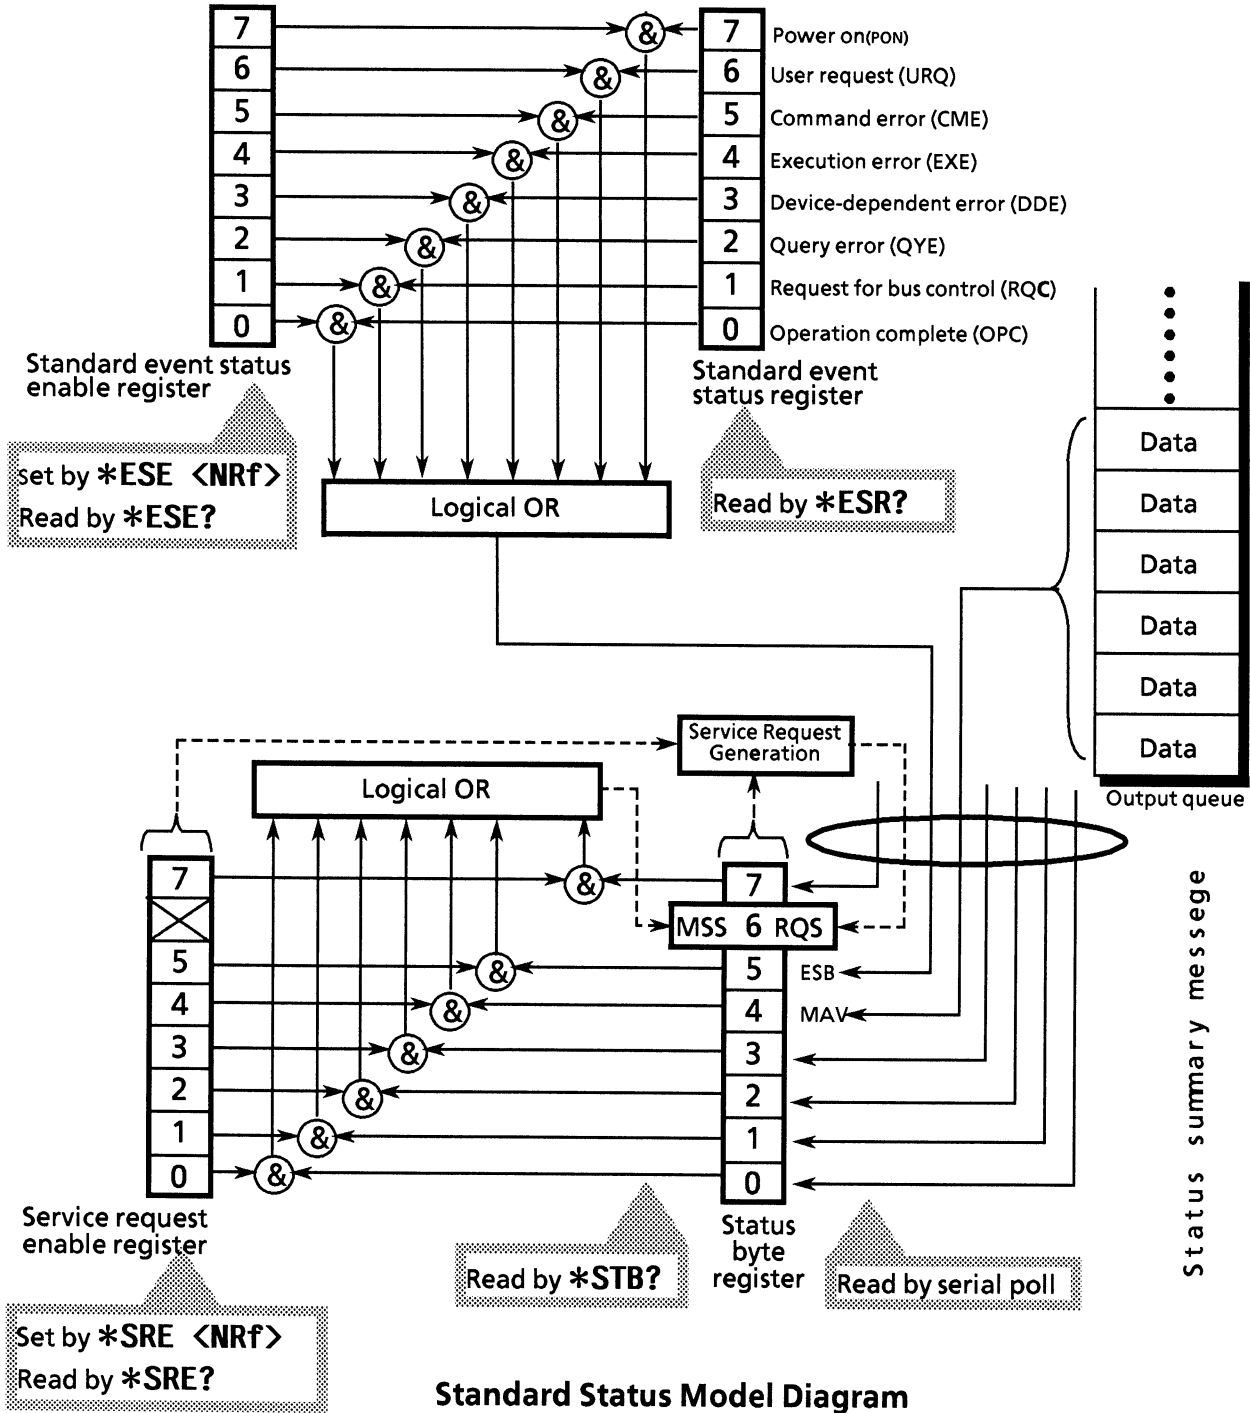 7 & 7 Power on(PON)
6 & 6 User request (URQ)
5 & 5 Command error (CME)
4 & 4 Execution error (EXE)
3 & 3 Device-dependent error (DDE)
2 & 2 Query error (QYE)
1 & 1 Request for bus control (RQC)
0 & 0 Operation complete (OPC)
Standard event status
enable register
Standard event
status register
Set by *ESE <NRf>
Read by *ESE?
Logical OR
Read by *ESR?
Data
Data
Data
Data
Data
Data
Output queue
Service Request
Generation
Logical OR
7 & 7
MSS 6 RQS
5 & 5 ESB
4 & 4 MAV
3 & 3
2 & 2
1 & 1
0 & 0
Status summary messege
Service request
enable register
Status
byte
register
Read by *STB?
Read by serial poll
Set by *SRE <NRf>
Read by *SRE?
Standard Status Model Diagram